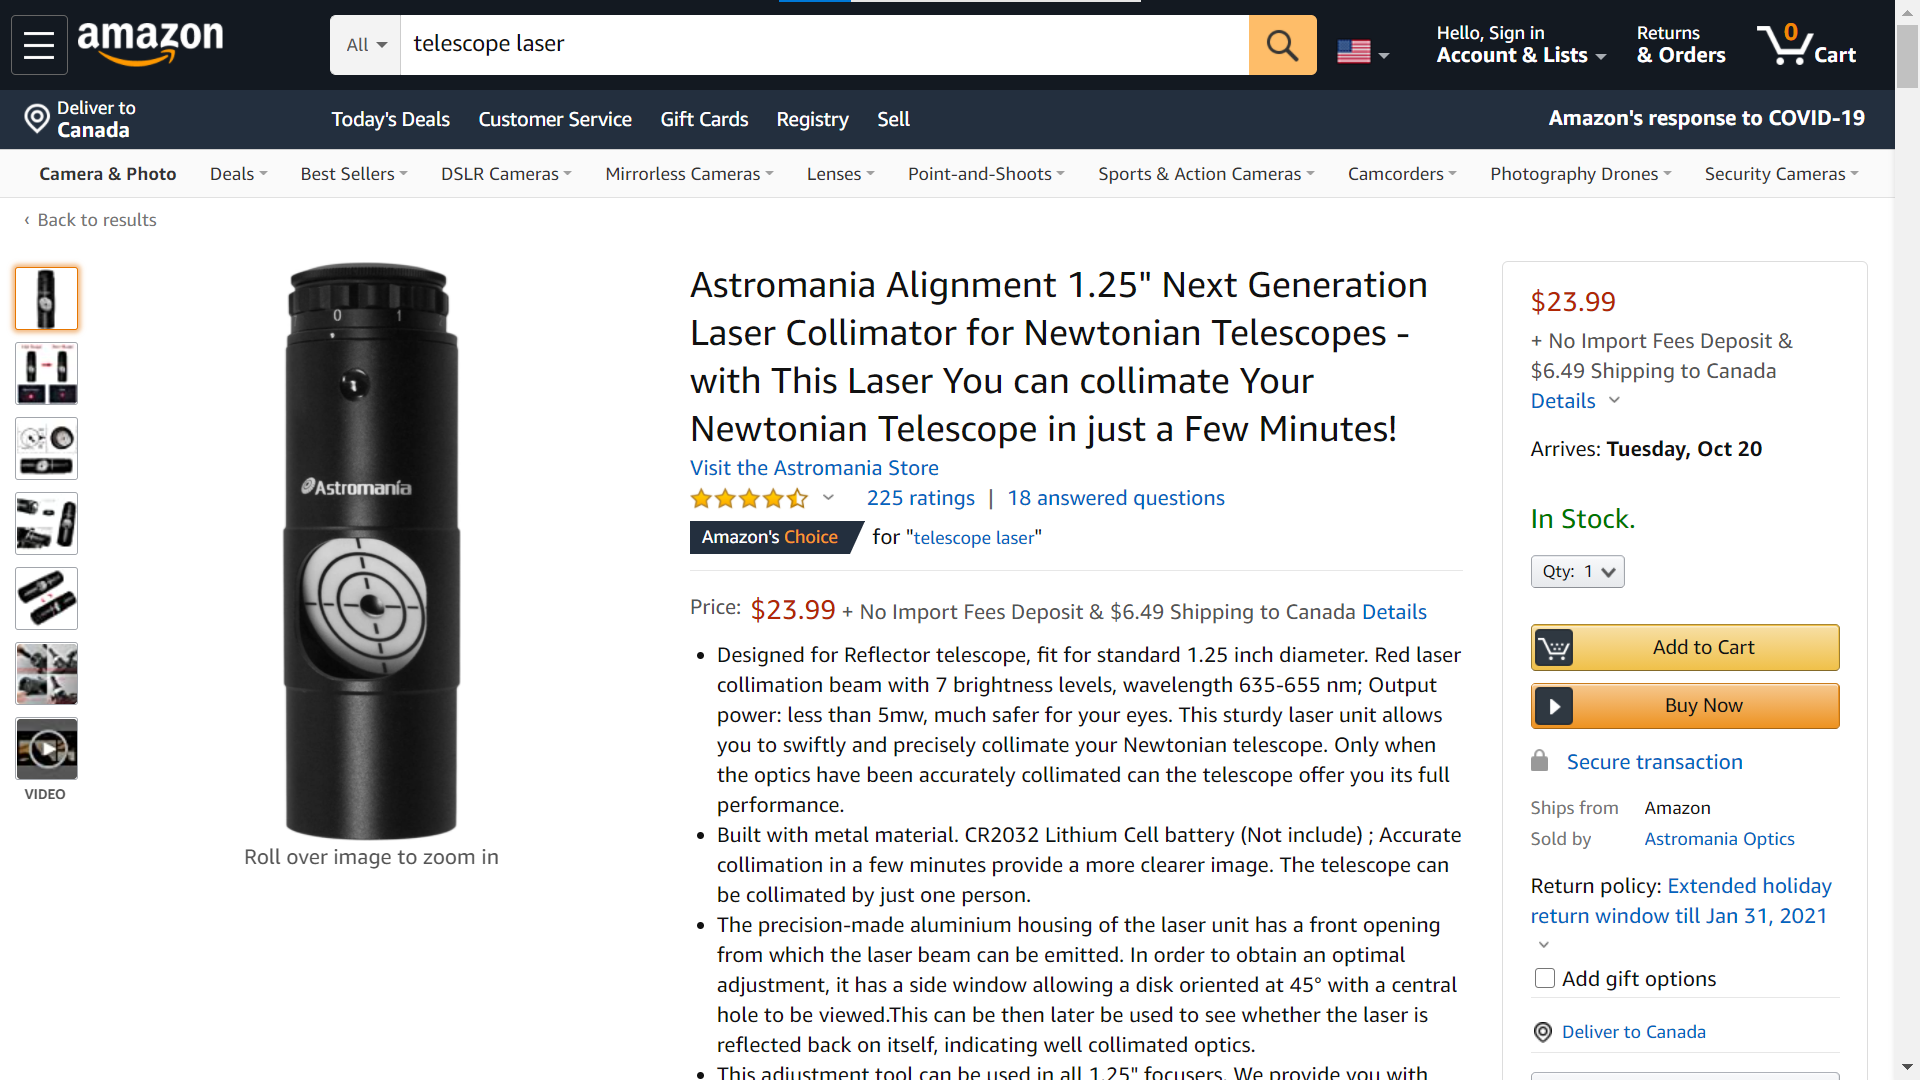 amazon
All
telescope laser
Hello, Sign in
Account & Lists
Returns
& Orders
0
Cart
Deliver to
Canada
Today's Deals
Customer Service
Gift Cards
Registry
Sell
Amazon's response to COVID-19
Camera & Photo
Deals
Best Sellers
DSLR Cameras
Mirrorless Cameras
Lenses
Point-and-Shoots
Sports & Action Cameras
Camcorders
Photography Drones
Security Cameras
‹ Back to results
0 1
Astromania
Roll over image to zoom in
VIDEO
Astromania Alignment 1.25" Next Generation
Laser Collimator for Newtonian Telescopes -
with This Laser You can collimate Your
Newtonian Telescope in just a Few Minutes!
Visit the Astromania Store
225 ratings | 18 answered questions
Amazon's Choice for "telescope laser"
Price: $23.99 + No Import Fees Deposit & $6.49 Shipping to Canada Details
• Designed for Reflector telescope, fit for standard 1.25 inch diameter. Red laser
collimation beam with 7 brightness levels, wavelength 635-655 nm; Output
power: less than 5mw, much safer for your eyes. This sturdy laser unit allows
you to swiftly and precisely collimate your Newtonian telescope. Only when
the optics have been accurately collimated can the telescope offer you its full
performance.
• Built with metal material. CR2032 Lithium Cell battery (Not include) ; Accurate
collimation in a few minutes provide a more clearer image. The telescope can
be collimated by just one person.
• The precision-made aluminium housing of the laser unit has a front opening
from which the laser beam can be emitted. In order to obtain an optimal
adjustment, it has a side window allowing a disk oriented at 45° with a central
hole to be viewed.This can be then later be used to see whether the laser is
reflected back on itself, indicating well collimated optics.
• This adjustment tool can be used in all 1.25" focusers. We provide you with
$23.99
+ No Import Fees Deposit &
$6.49 Shipping to Canada
Details
Arrives: Tuesday, Oct 20
In Stock.
Qty: 1
Add to Cart
Buy Now
Secure transaction
Ships from Amazon
Sold by Astromania Optics
Return policy: Extended holiday
return window till Jan 31, 2021
Add gift options
Deliver to Canada